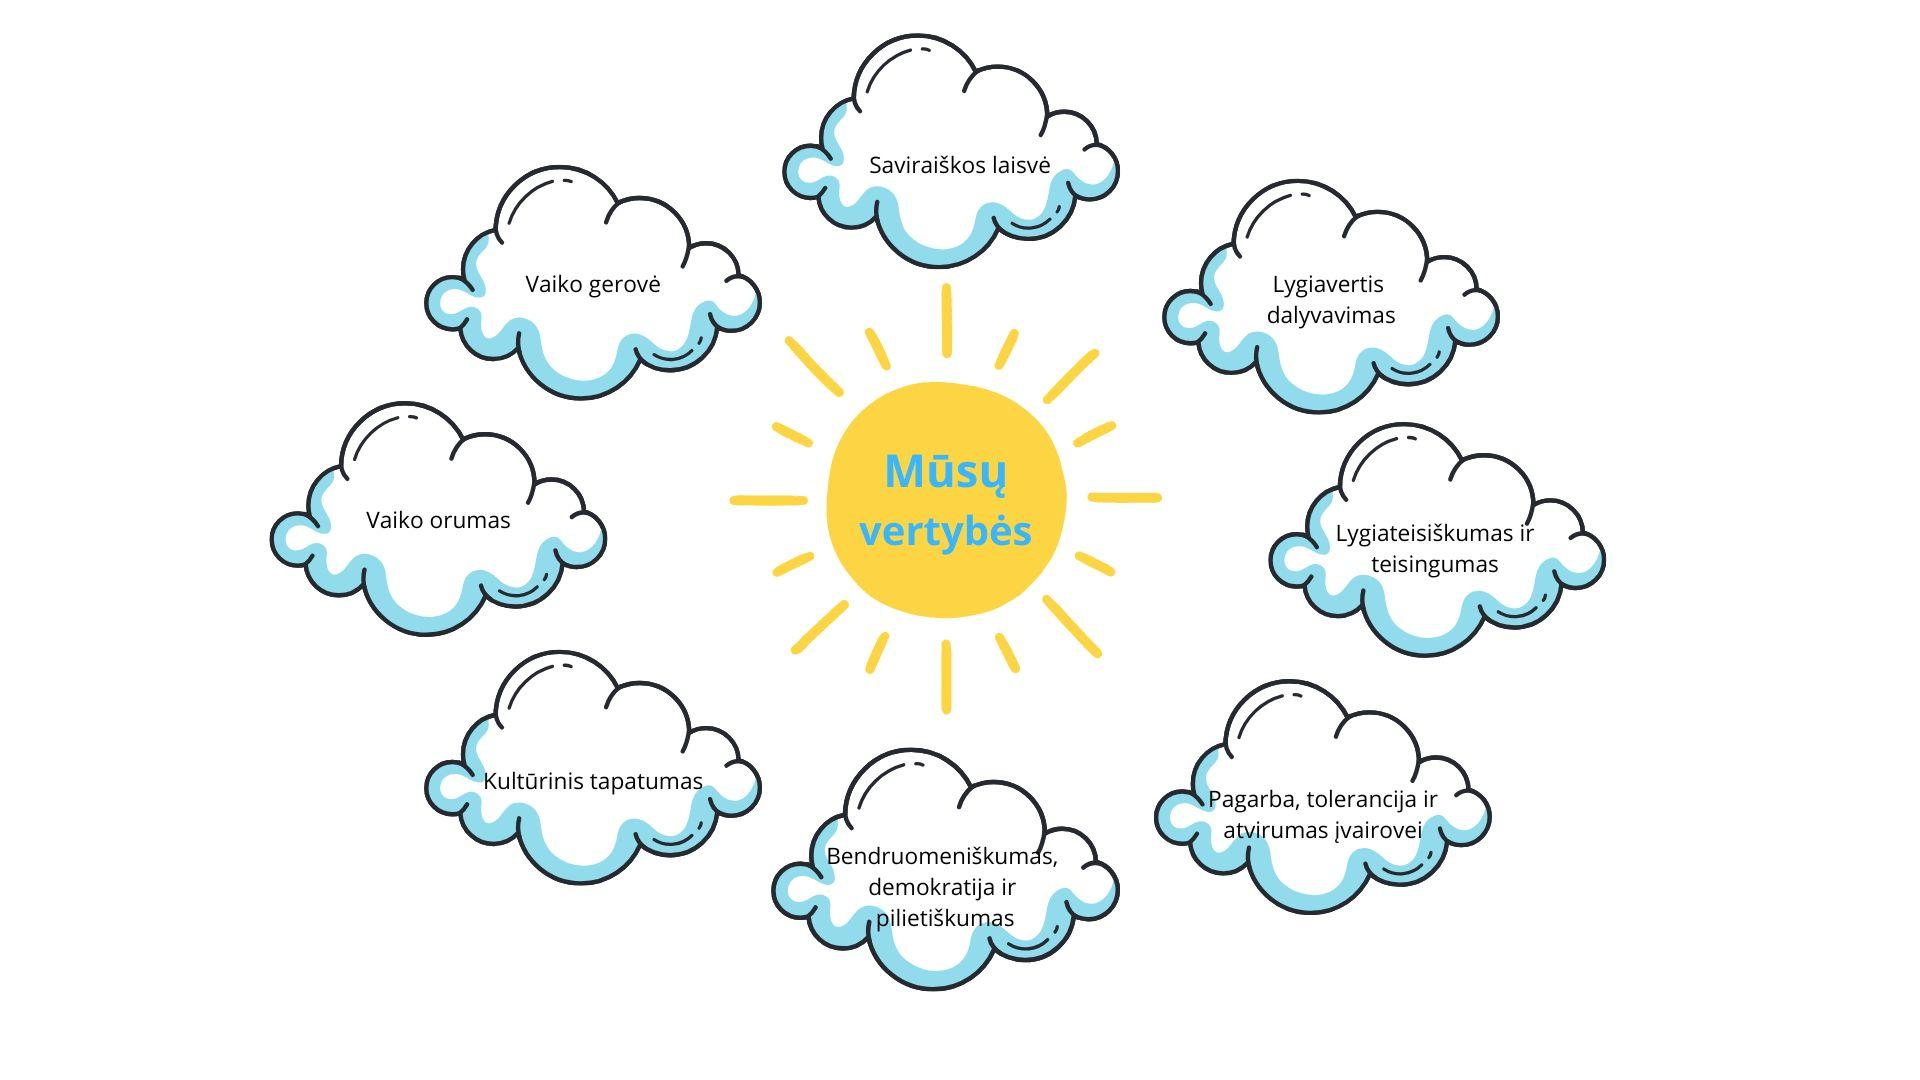 Saviraiškos laisvė
Vaiko gerovė
Lygiavertis
dalyvavimas
Mūsų
vertybės
Vaiko orumas
Lygiateisiškumas ir
teisingumas
Kultūrinis tapatumas
Pagarba, tolerancija ir
atvirumas įvairovei
Bendruomeniškumas,
demokratija ir
pilietiškumas